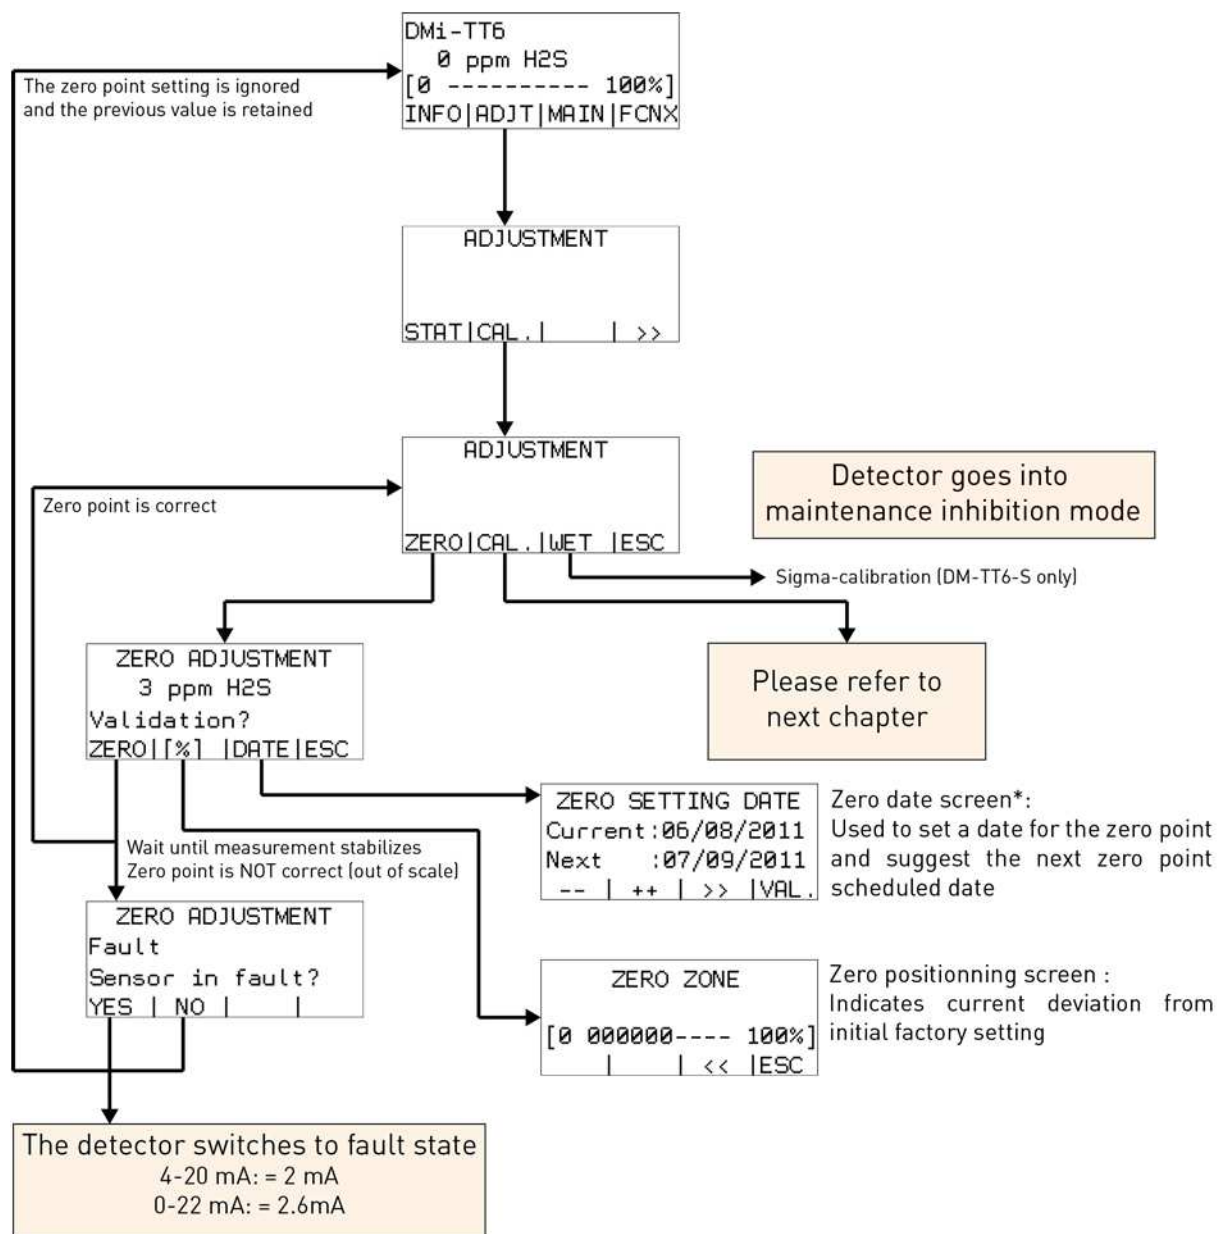 DMi-TT6
0 ppm H2S
[0 ---------- 100%]
INFO|ADJT|MAIN|FCNX
The zero point setting is ignored
and the previous value is retained
ADJUSTMENT
STAT|CAL.| | >>
ADJUSTMENT
ZERO|CAL.|WET |ESC
Zero point is correct
Detector goes into
maintenance inhibition mode
Sigma-calibration (DM-TT6-S only)
ZERO ADJUSTMENT
3 ppm H2S
Validation?
ZERO|[%] |DATE|ESC
Please refer to
next chapter
ZERO SETTING DATE
Current:06/08/2011
Next :07/09/2011
-- | ++ | >> |VAL.
Zero date screen*:
Used to set a date for the zero point
and suggest the next zero point
scheduled date
Wait until measurement stabilizes
Zero point is NOT correct (out of scale)
ZERO ADJUSTMENT
Fault
Sensor in fault?
YES | NO | |
ZERO ZONE
[0 000000---- 100%]
| | << |ESC
Zero positionning screen :
Indicates current deviation from
initial factory setting
The detector switches to fault state
4-20 mA: = 2 mA
0-22 mA: = 2.6mA